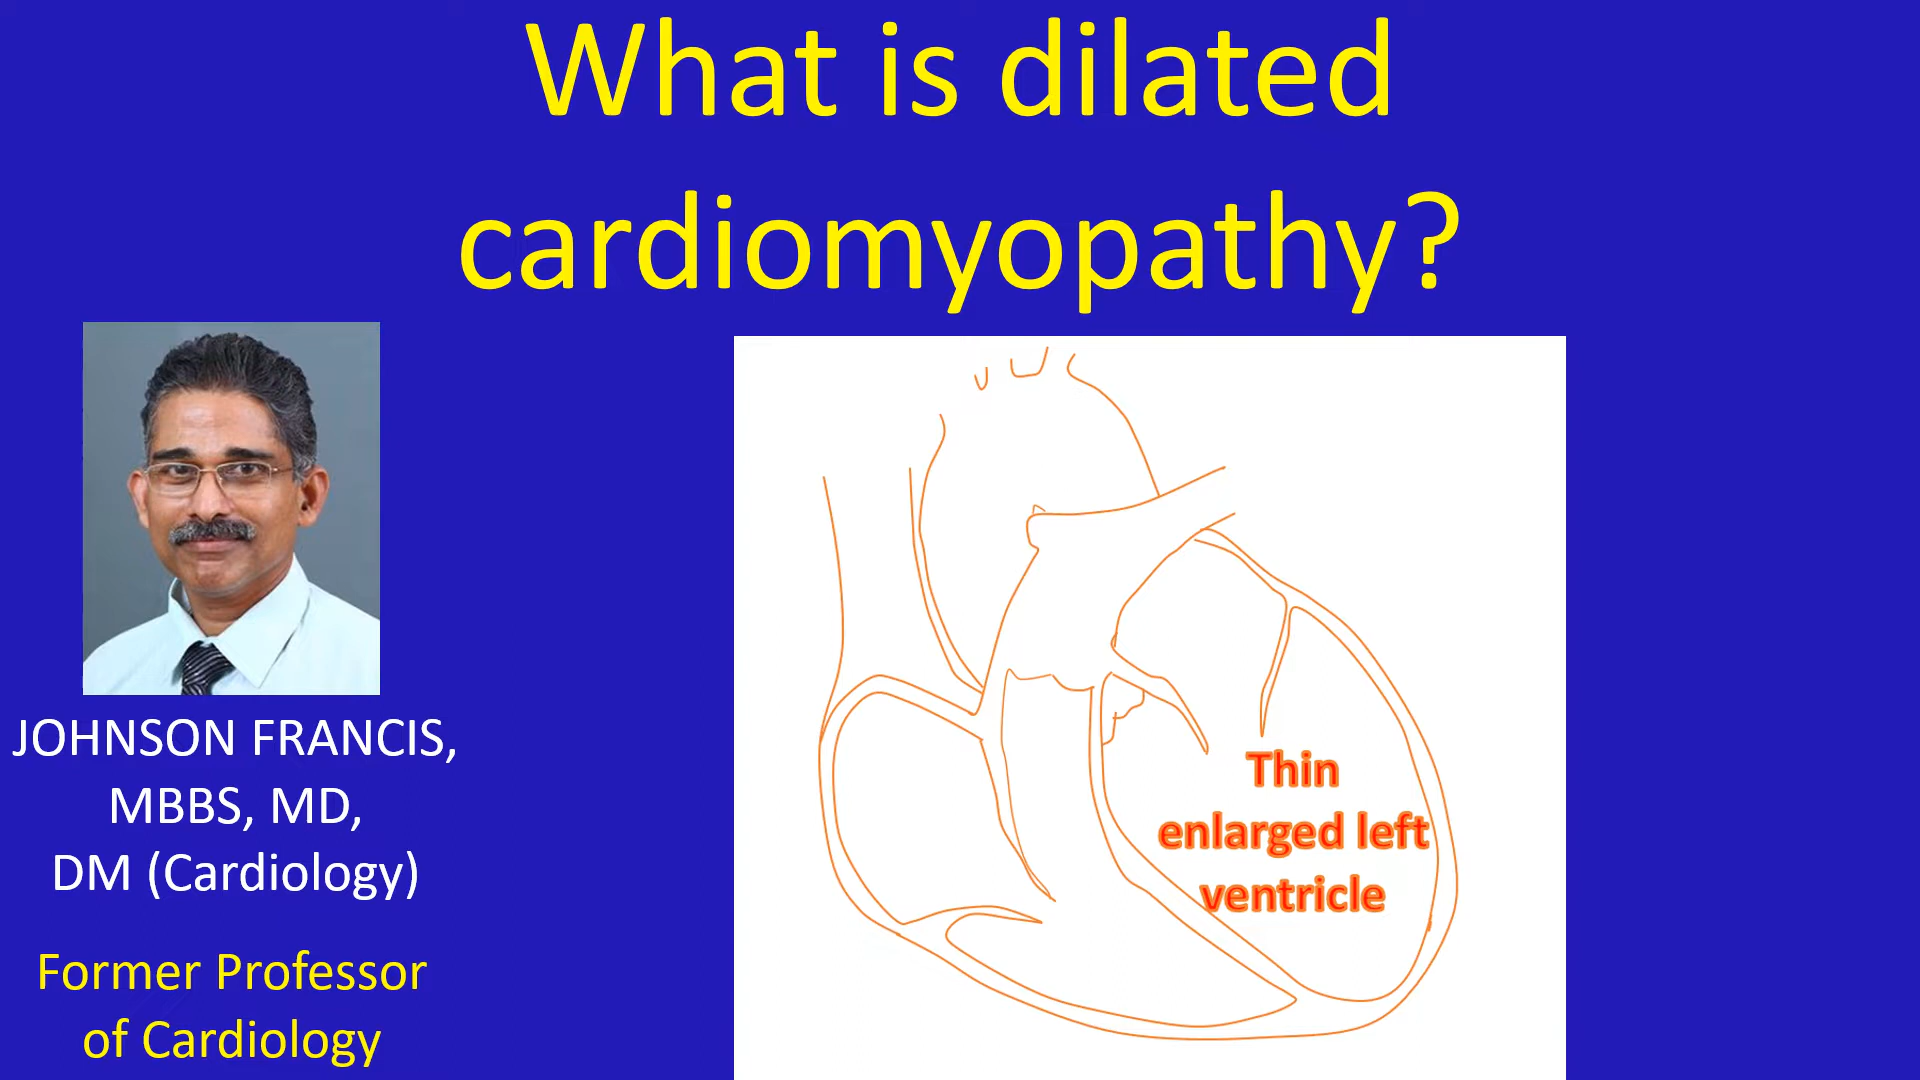 What is dilated
cardiomyopathy?
JOHNSON FRANCIS,
MBBS, MD,
DM (Cardiology)
Former Professor
of Cardiology
Thin
enlarged left
ventricle